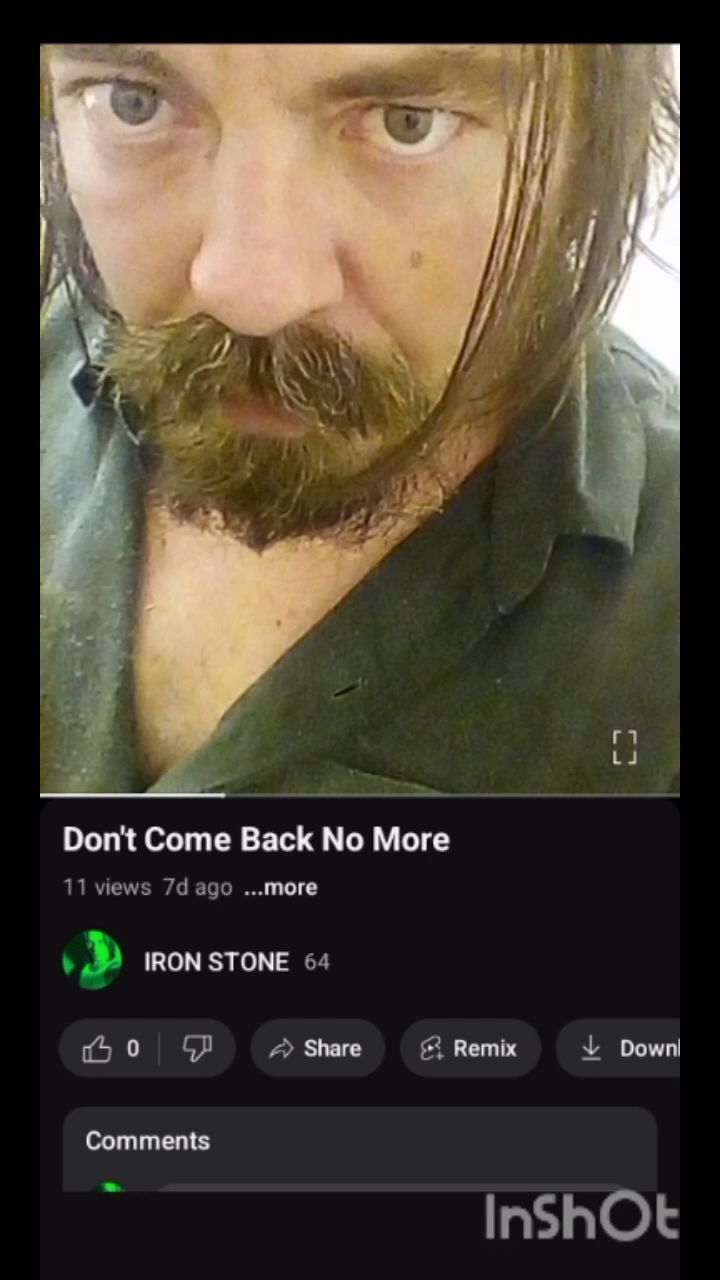 Don't Come Back No More
11 views 7d ago ...more
IRON STONE 64
0 Share Remix Downl
Comments
InShOt